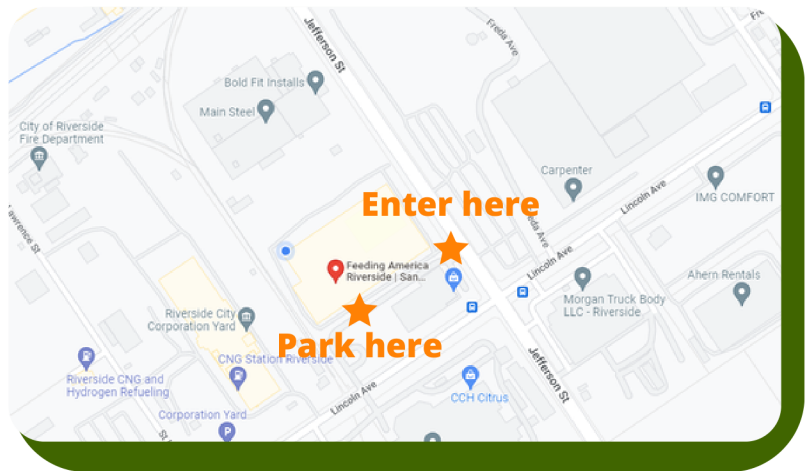 Jefferson St
Freda Ave
Bold Fit Installs
Main Steel
City of Riverside
Fire Department
Carpenter
Enter here
Lincoln Ave
IMG COMFORT
Lawrence St
Freda Ave
Lincoln Ave
Feeding America
Riverside | San...
Ahern Rentals
Morgan Truck Body
LLC - Riverside
Riverside City
Corporation Yard
Park here
CNG Station Riverside
Riverside CNG and
Hydrogen Refueling
Jefferson St
Lincoln Ave
CCH Citrus
Corporation Yard
P